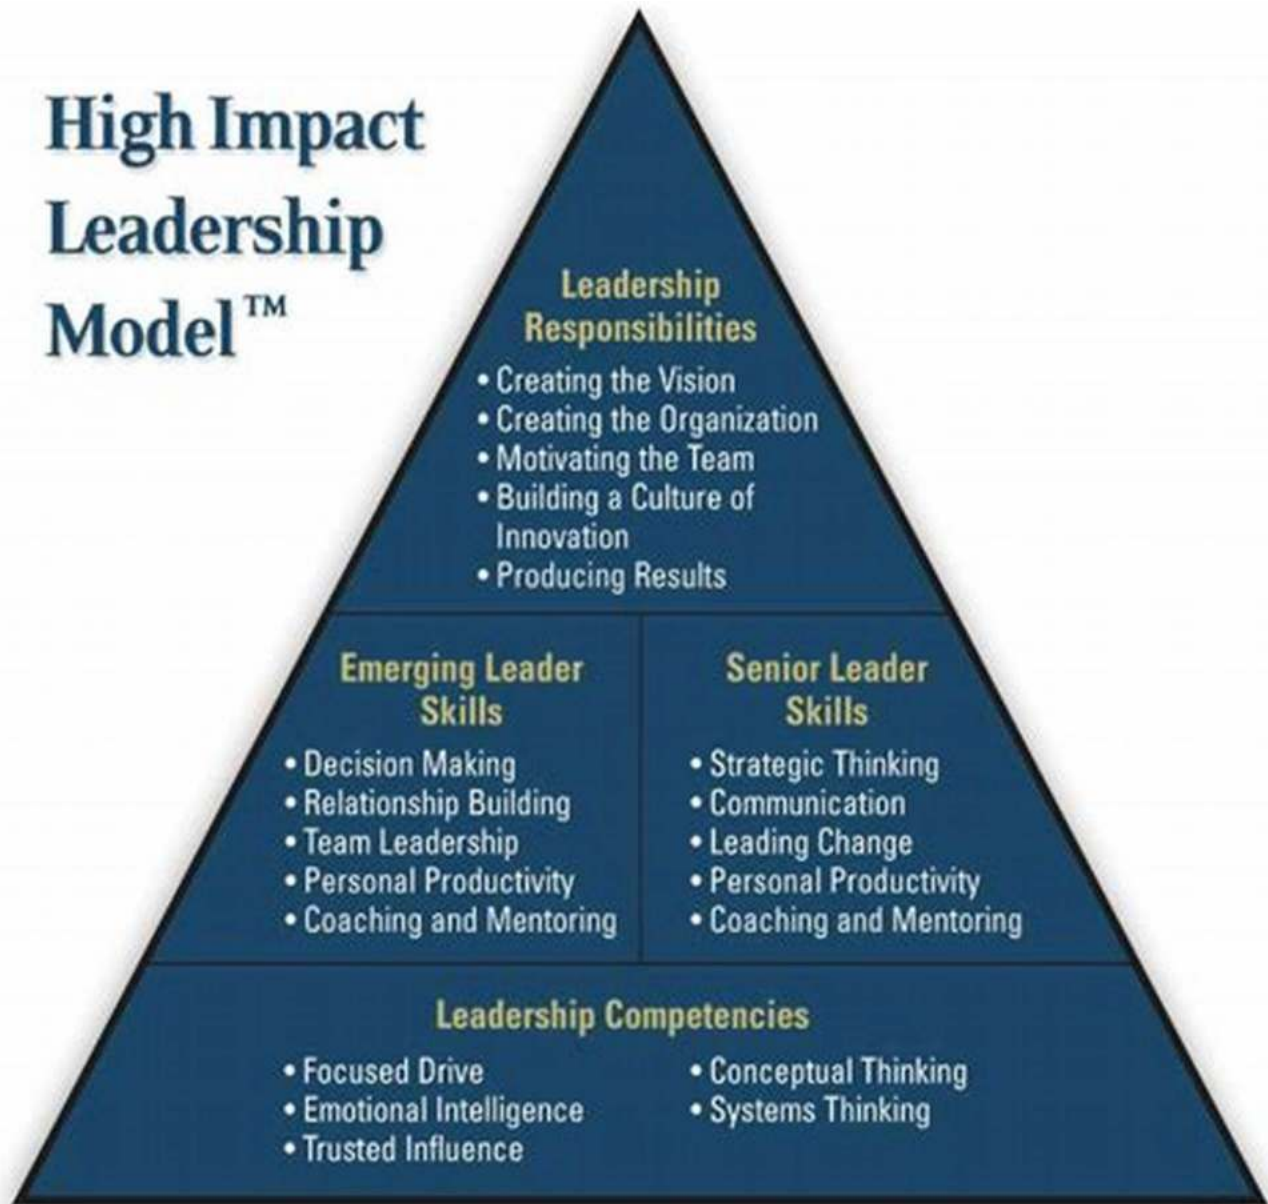 High Impact
Leadership
Model™
Leadership
Responsibilities
• Creating the Vision
• Creating the Organization
• Motivating the Team
• Building a Culture of
Innovation
• Producing Results
Emerging Leader
Skills
• Decision Making
• Relationship Building
• Team Leadership
• Personal Productivity
• Coaching and Mentoring
Senior Leader
Skills
• Strategic Thinking
• Communication
• Leading Change
• Personal Productivity
• Coaching and Mentoring
Leadership Competencies
• Focused Drive
• Emotional Intelligence
• Trusted Influence
• Conceptual Thinking
• Systems Thinking